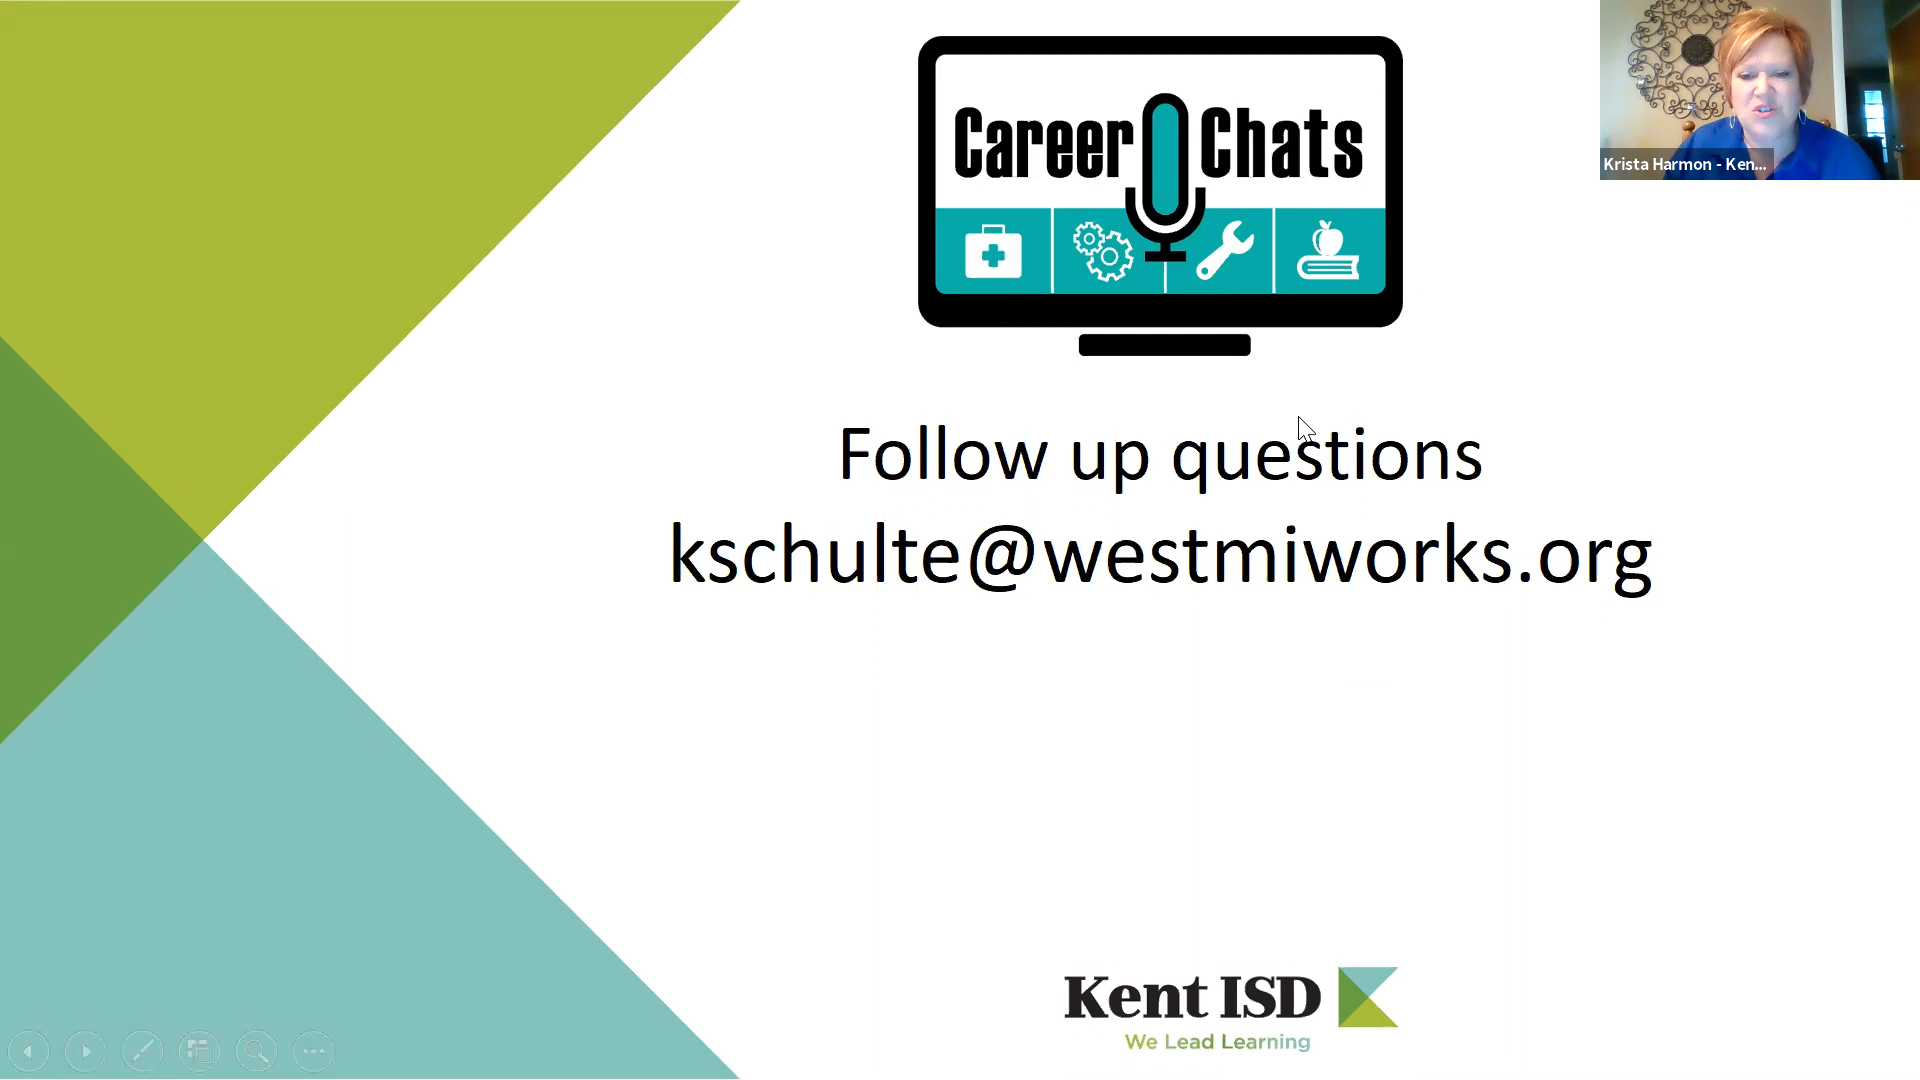 Career Chats
Krista Harmon - Ken...
Follow up questions
kschulte@westmiworks.org
Kent ISD
We Lead Learning